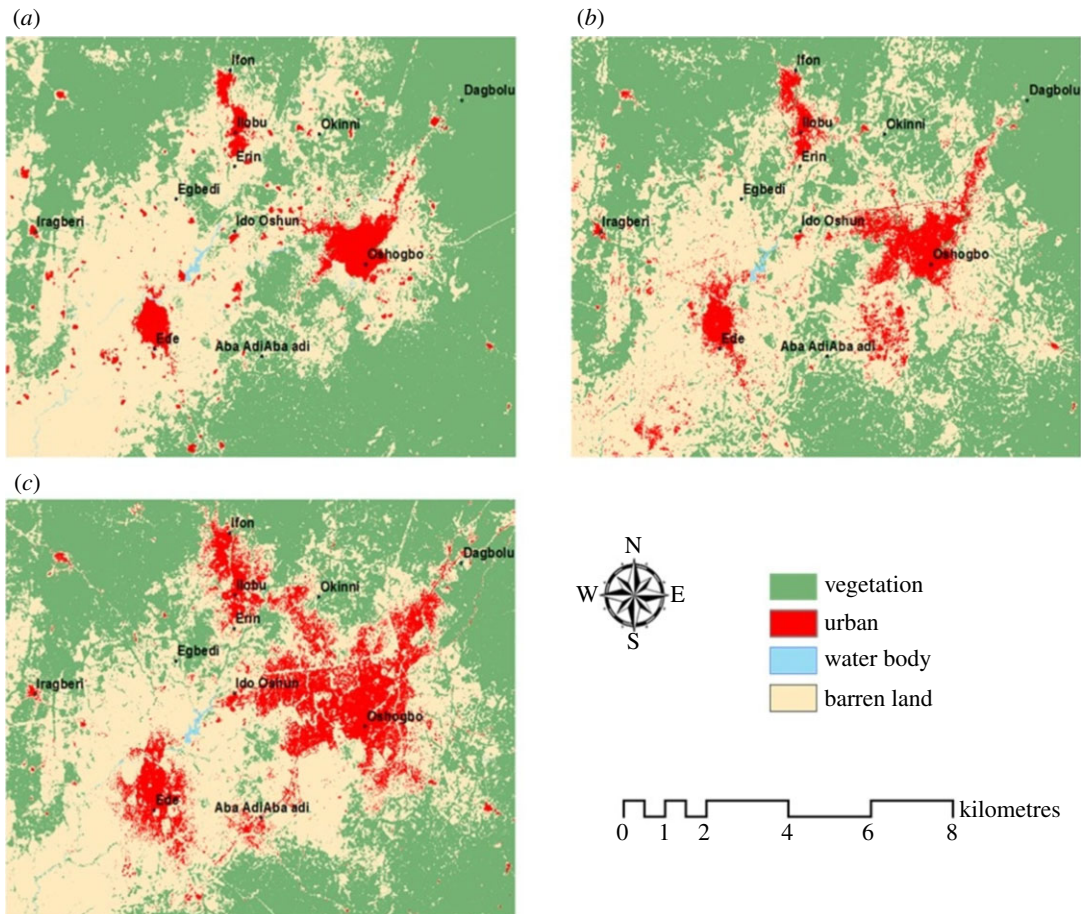 (a)
Ifon
Dagbolu
Ilobu
Okinni
Erin
Egbedi
Iragberi
Ido Oshun
Oshogbo
Ede
Aba AdiAba adi
(b)
Ifon
Dagbolu
Ilobu
Okinni
Erin
Egbedi
Iragberi
Ido Oshun
Oshogbo
Ede
Aba AdiAba adi
(c)
Ifon
Dagbolu
Ilobu
Okinni
Erin
Egbedi
Iragberi
Ido Oshun
Oshogbo
Ede
Aba AdiAba adi
N
W E
S
vegetation
urban
water body
barren land
kilometres
0 1 2 4 6 8